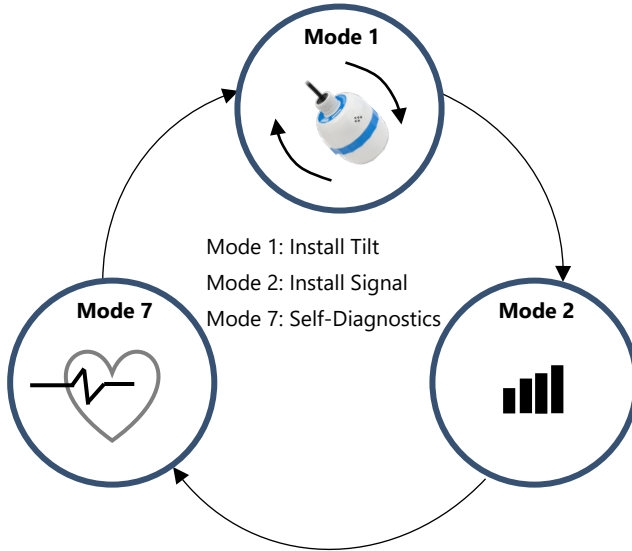 Mode 1
Mode 1: Install Tilt
Mode 2: Install Signal
Mode 7: Self-Diagnostics
Mode 7
Mode 2